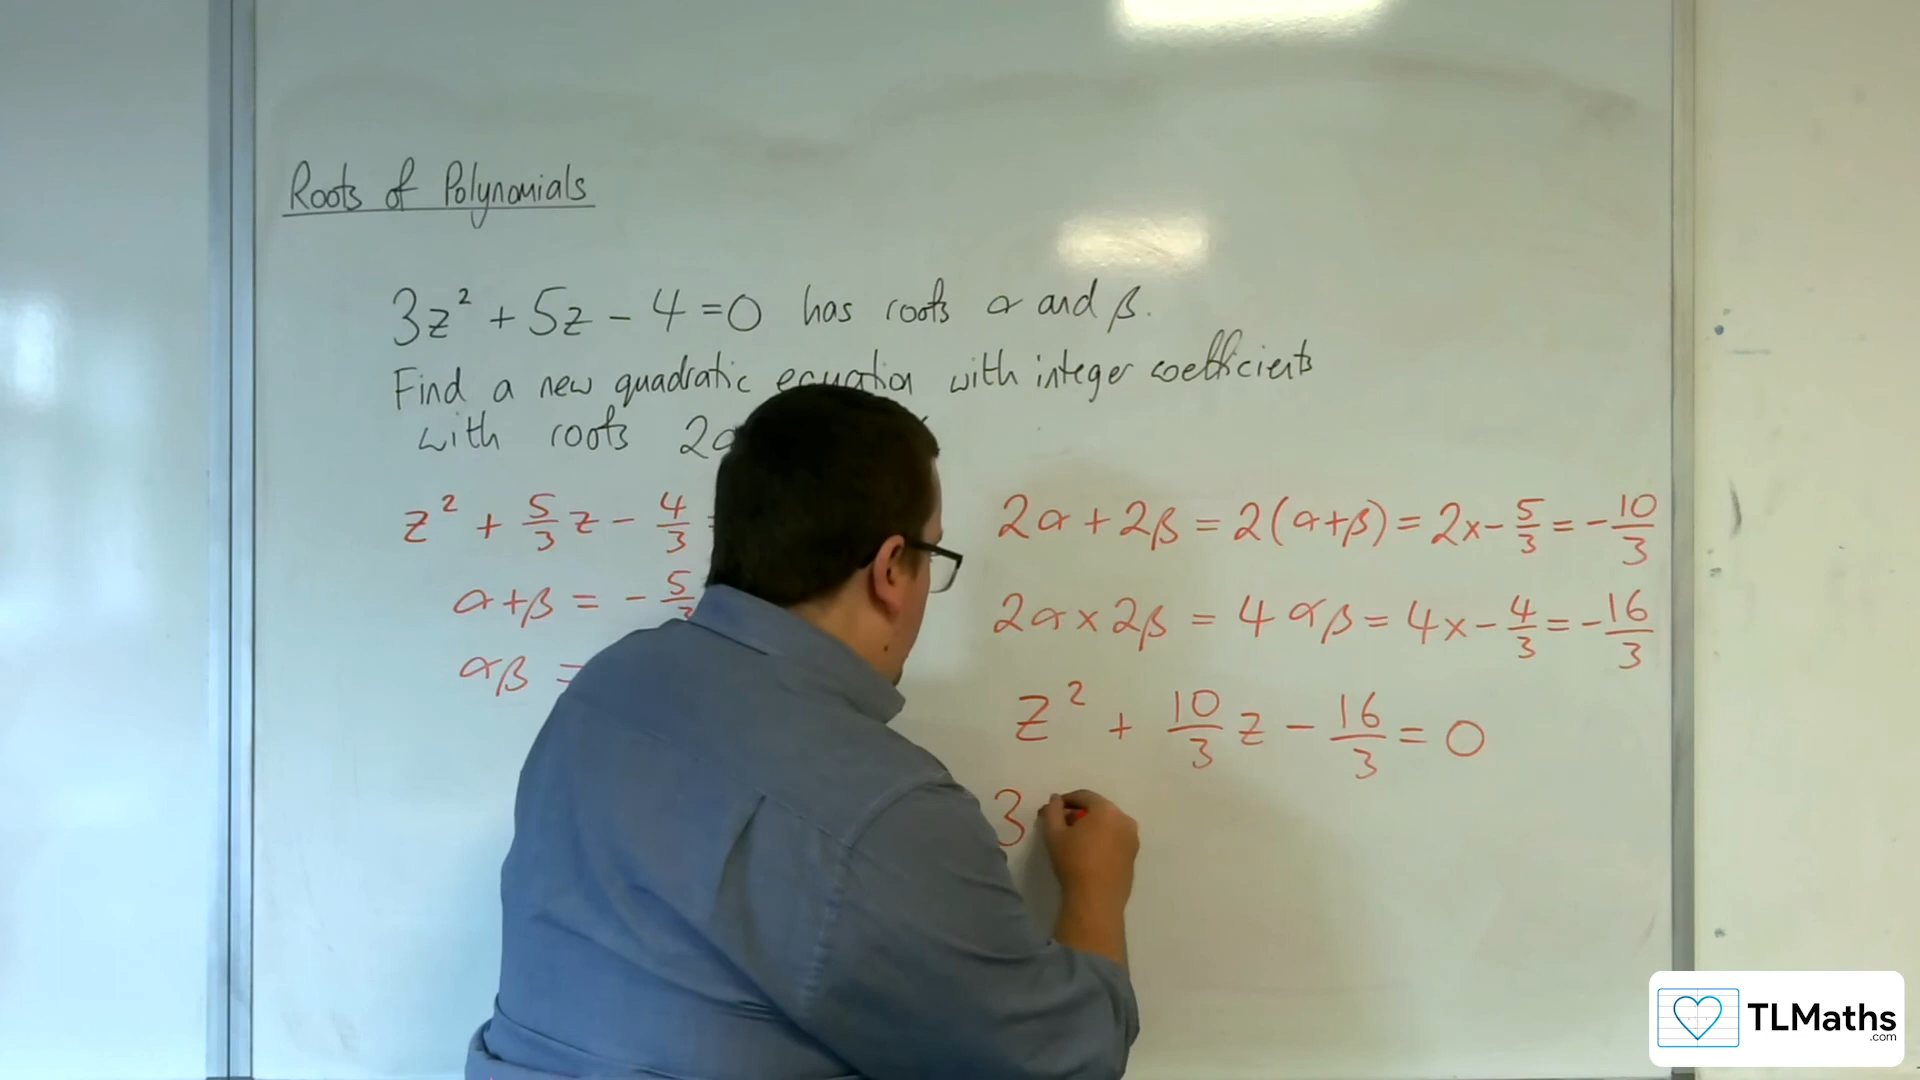 Roots of Polynomials
3z² + 5z - 4 = 0 has roots α and β.
Find a new quadratic equation with integer coefficients
with roots 2α
z² + 5/3 z - 4/3
α+β = - 5/3
αβ =
2α + 2β = 2(α+β) = 2x - 5/3 = - 10/3
2α x 2β = 4αβ = 4x - 4/3 = - 16/3
z² + 10/3 z - 16/3 = 0
3
TLMaths
.com